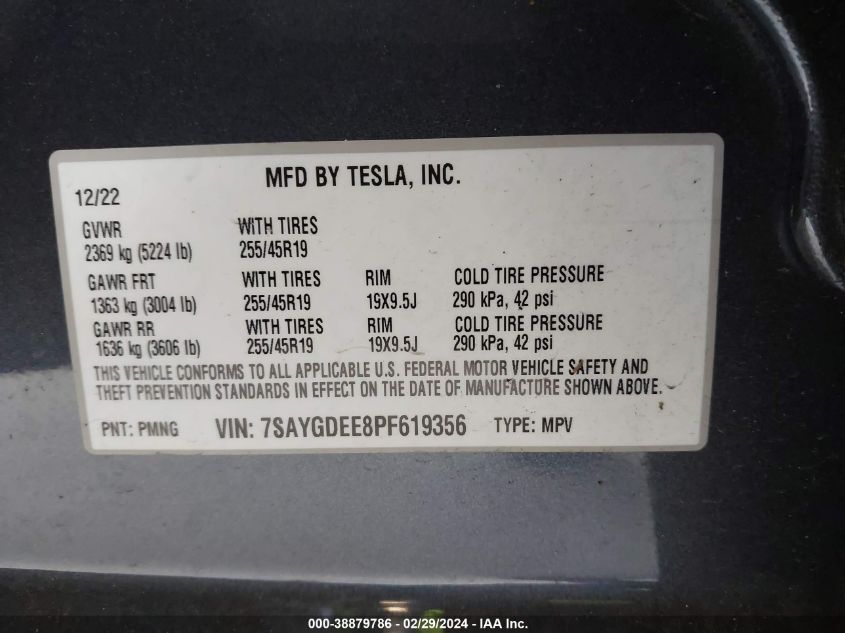 MFD BY TESLA, INC.
12/22
GVWR WITH TIRES
2369 kg (5224 lb) 255/45R19
GAWR FRT WITH TIRES RIM COLD TIRE PRESSURE
1363 kg (3004 lb) 255/45R19 19X9.5J 290 kPa, 42 psi
GAWR RR WITH TIRES RIM COLD TIRE PRESSURE
1636 kg (3606 lb) 255/45R19 19X9.5J 290 kPa, 42 psi
THIS VEHICLE CONFORMS TO ALL APPLICABLE U.S. FEDERAL MOTOR VEHICLE SAFETY AND
THEFT PREVENTION STANDARDS IN EFFECT ON THE DATE OF MANUFACTURE SHOWN ABOVE.
PNT: PMNG VIN: 7SAYGDEE8PF619356 TYPE: MPV
000-38879786 - 02/29/2024 - IAA Inc.